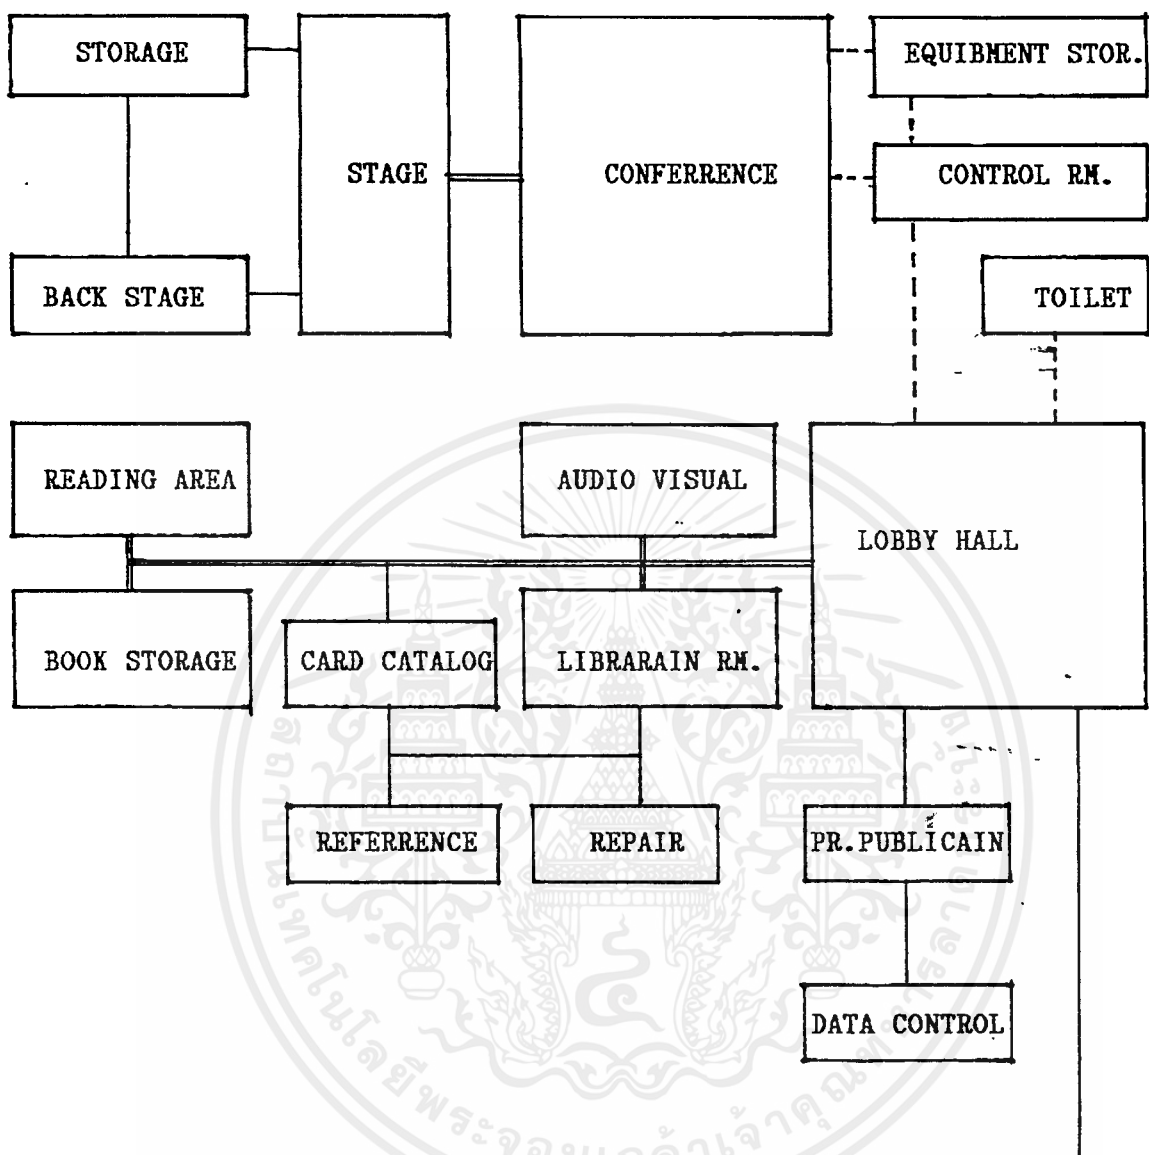 STORAGE
EQUIBMENT STOR.
STAGE
CONFERRENCE
CONTROL RM.
BACK STAGE
TOILET
READING AREA
AUDIO VISUAL
LOBBY HALL
BOOK STORAGE
CARD CATALOG
LIBRARAIN RM.
REFERRENCE
REPAIR
PR.PUBLICAIN
DATA CONTROL